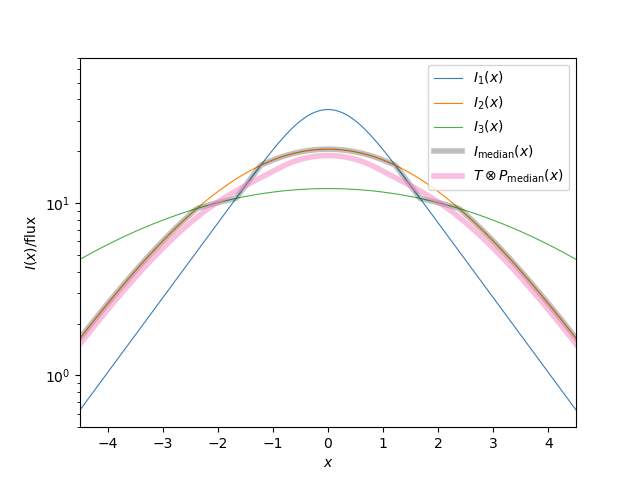 I₁(x)
I₂(x)
I₃(x)
I_median(x)
T ⊗ P_median(x)
I(x)/flux
10¹
10⁰
−4
−3
−2
−1
0
1
2
3
4
x